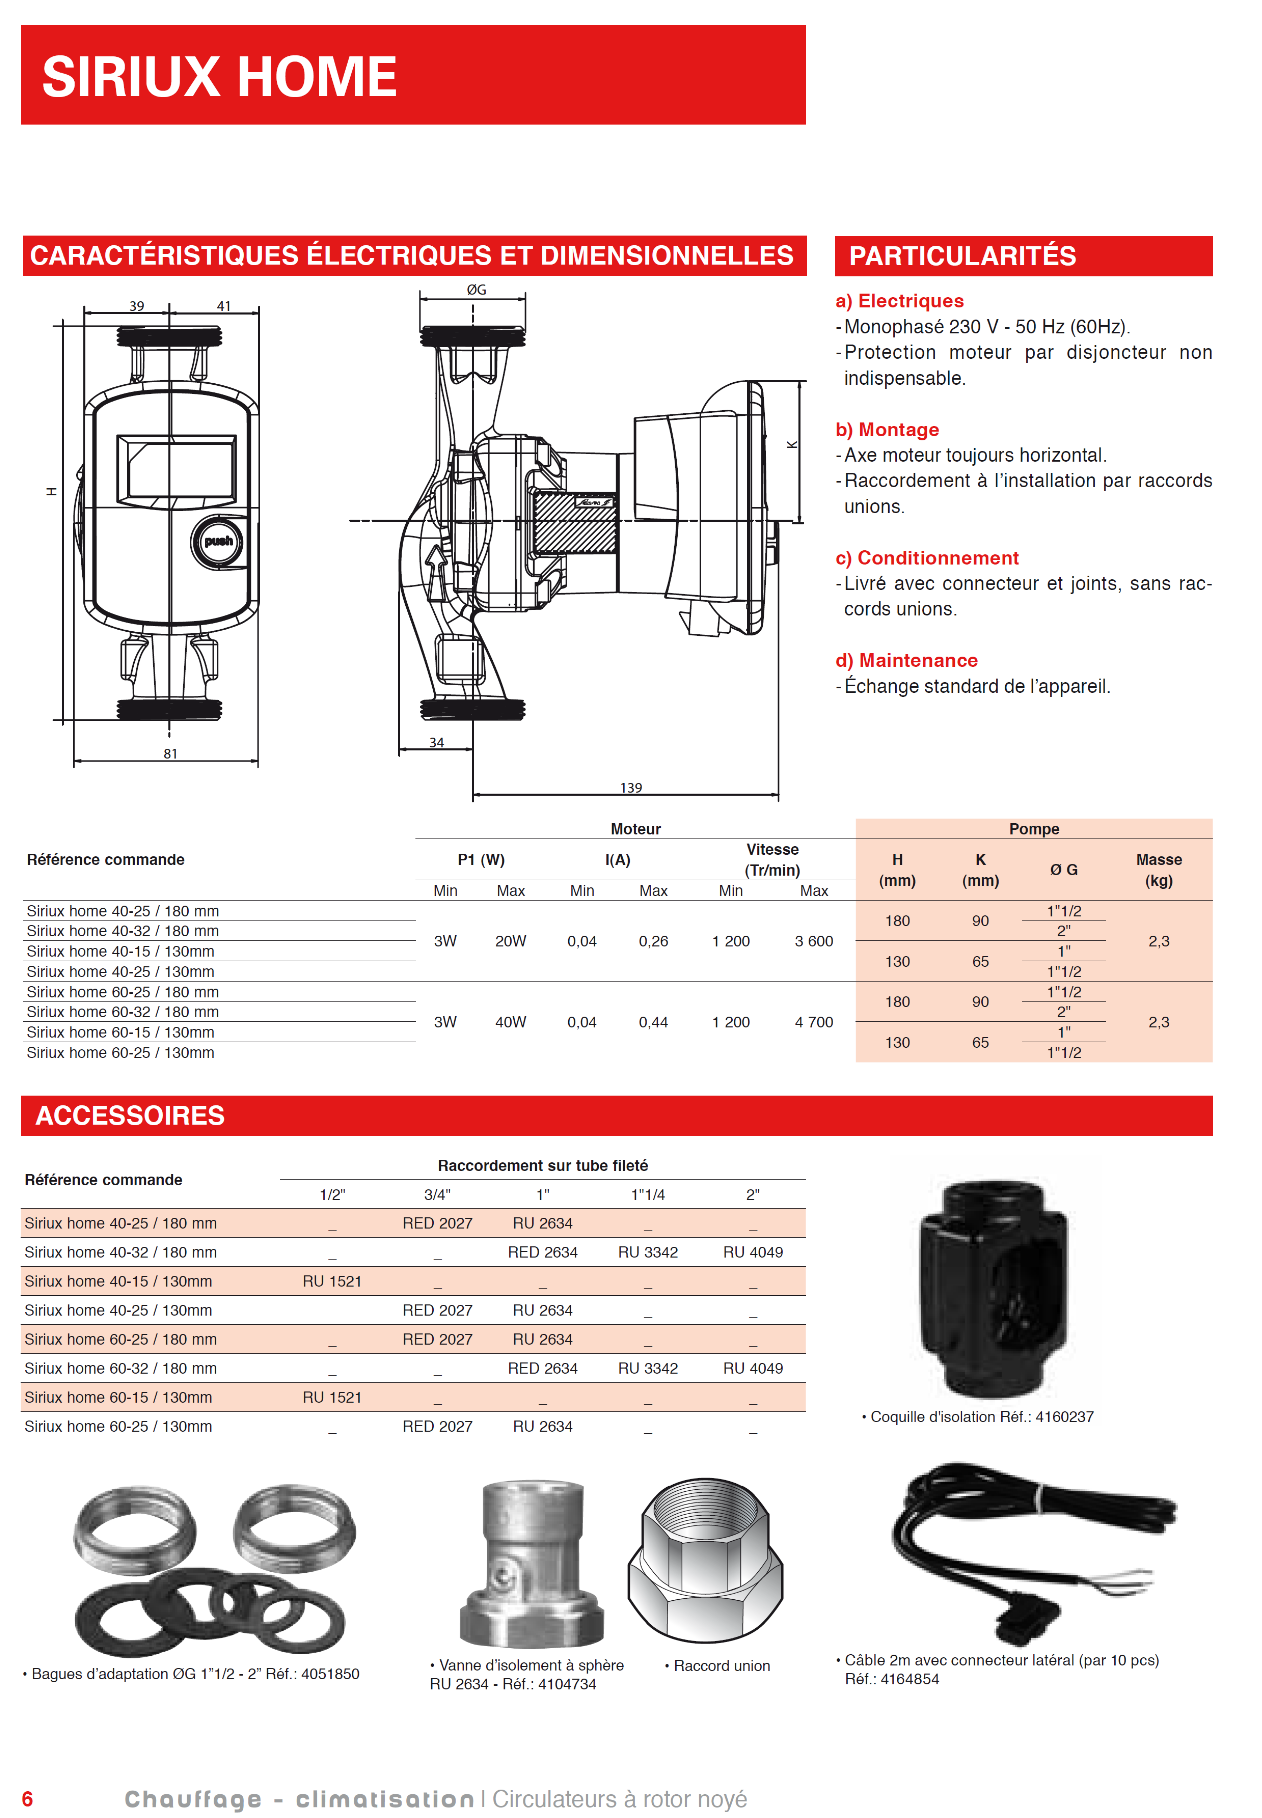 SIRIUX HOME
CARACTÉRISTIQUES ÉLECTRIQUES ET DIMENSIONNELLES
39
41
H
push
81
ØG
K
34
139
PARTICULARITÉS
a) Electriques
- Monophasé 230 V - 50 Hz (60Hz).
- Protection moteur par disjoncteur non
indispensable.
b) Montage
- Axe moteur toujours horizontal.
- Raccordement à l’installation par raccords
unions.
c) Conditionnement
- Livré avec connecteur et joints, sans rac-
cords unions.
d) Maintenance
- Échange standard de l’appareil.
Moteur Pompe
Référence commande P1 (W) I(A) Vitesse (Tr/min) H (mm) K (mm) Ø G Masse (kg)
Min Max Min Max Min Max
Siriux home 40-25 / 180 mm 3W 20W 0,04 0,26 1 200 3 600 180 90 1"1/2 2,3
Siriux home 40-32 / 180 mm 2"
Siriux home 40-15 / 130mm 130 65 1"
Siriux home 40-25 / 130mm 1"1/2
Siriux home 60-25 / 180 mm 3W 40W 0,04 0,44 1 200 4 700 180 90 1"1/2 2,3
Siriux home 60-32 / 180 mm 2"
Siriux home 60-15 / 130mm 130 65 1"
Siriux home 60-25 / 130mm 1"1/2
ACCESSOIRES
Référence commande Raccordement sur tube fileté
1/2" 3/4" 1" 1"1/4 2"
Siriux home 40-25 / 180 mm _ RED 2027 RU 2634 _ _
Siriux home 40-32 / 180 mm _ _ RED 2634 RU 3342 RU 4049
Siriux home 40-15 / 130mm RU 1521 _ _ _ _
Siriux home 40-25 / 130mm RED 2027 RU 2634 _ _
Siriux home 60-25 / 180 mm _ RED 2027 RU 2634 _ _
Siriux home 60-32 / 180 mm _ _ RED 2634 RU 3342 RU 4049
Siriux home 60-15 / 130mm RU 1521 _ _ _ _
Siriux home 60-25 / 130mm _ RED 2027 RU 2634 _ _
• Coquille d'isolation Réf.: 4160237
• Bagues d’adaptation ØG 1”1/2 - 2” Réf.: 4051850
• Vanne d’isolement à sphère
RU 2634 - Réf.: 4104734
• Raccord union
• Câble 2m avec connecteur latéral (par 10 pcs)
Réf.: 4164854
6 Chauffage - climatisation | Circulateurs à rotor noyé